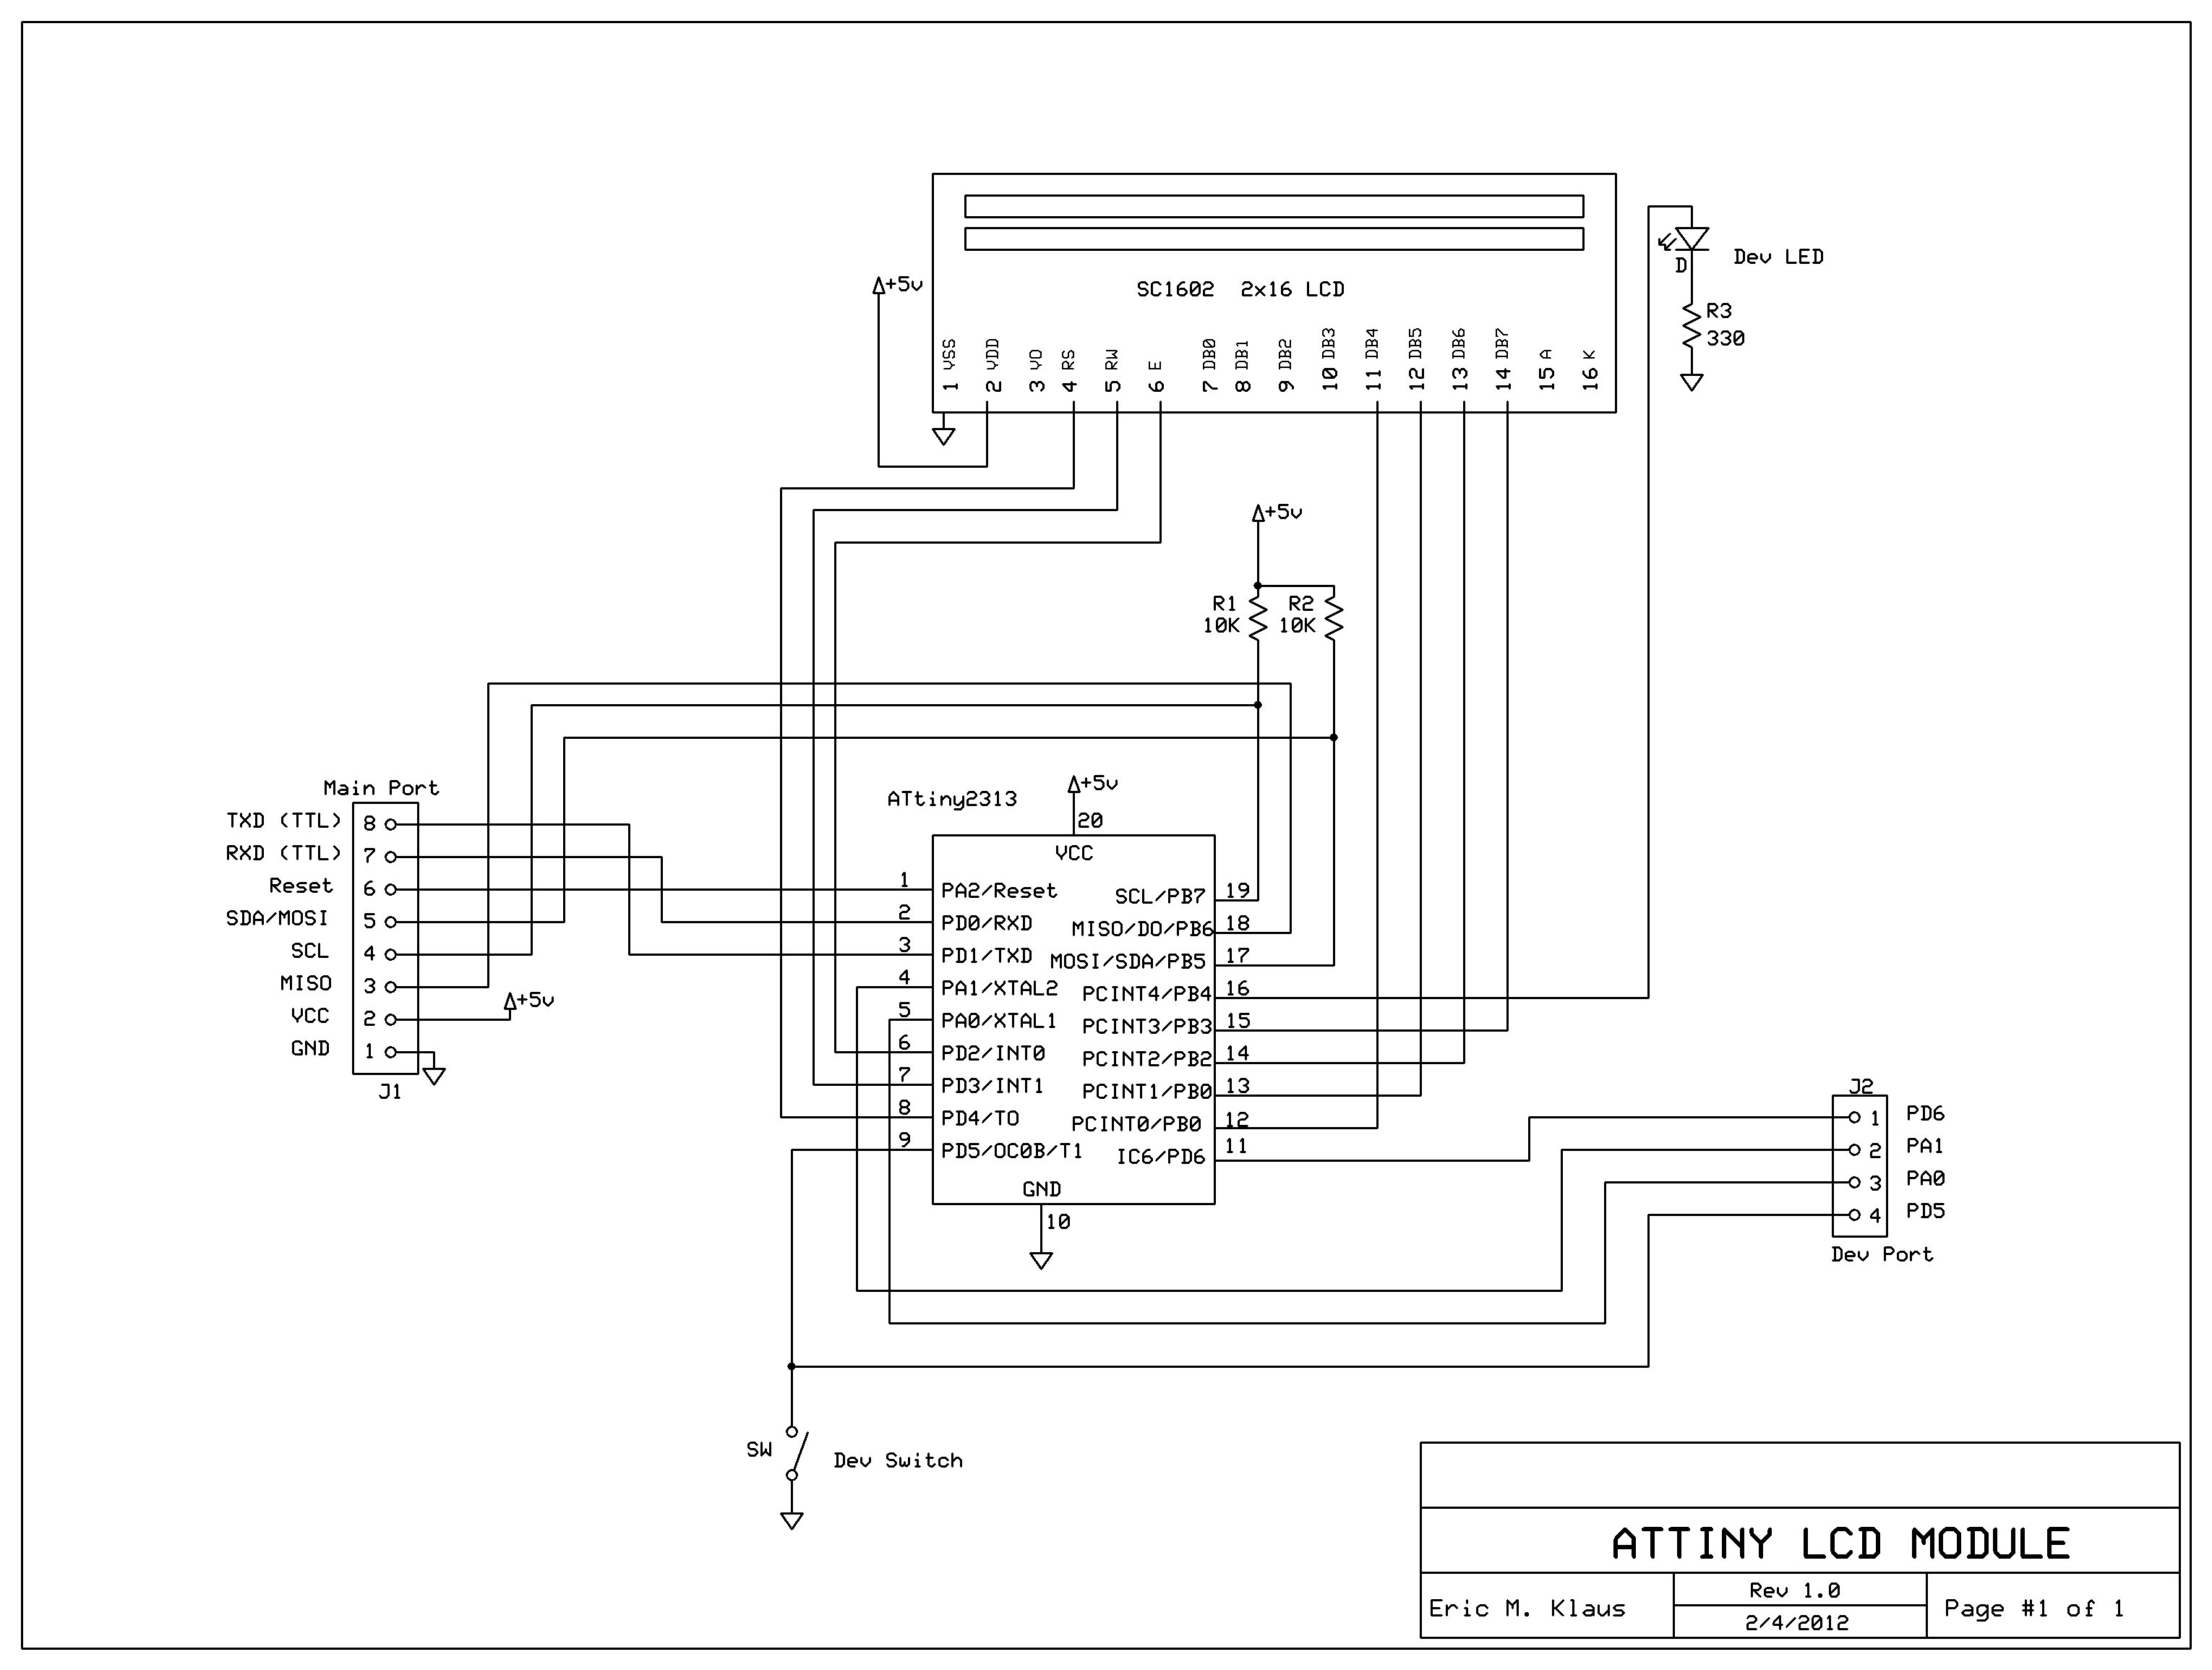 +5v
SC1602 2x16 LCD
1 VSS
2 VDD
3 VO
4 RS
5 RW
6 E
7 DB0
8 DB1
9 DB2
10 DB3
11 DB4
12 DB5
13 DB6
14 DB7
15 A
16 K
D
Dev LED
R3
330
+5v
R1
10K
R2
10K
Main Port
TXD (TTL) 8
RXD (TTL) 7
Reset 6
SDA/MOSI 5
SCL 4
MISO 3
VCC 2
GND 1
J1
+5v
ATtiny2313
+5v
20
VCC
1 PA2/Reset
2 PD0/RXD
3 PD1/TXD
4 PA1/XTAL2
5 PA0/XTAL1
6 PD2/INT0
7 PD3/INT1
8 PD4/TO
9 PD5/OC0B/T1
SCL/PB7 19
MISO/DO/PB6 18
MOSI/SDA/PB5 17
PCINT4/PB4 16
PCINT3/PB3 15
PCINT2/PB2 14
PCINT1/PB0 13
PCINT0/PB0 12
IC6/PD6 11
GND
10
J2
1 PD6
2 PA1
3 PA0
4 PD5
Dev Port
SW
Dev Switch
ATTINY LCD MODULE
Eric M. Klaus
Rev 1.0
2/4/2012
Page #1 of 1